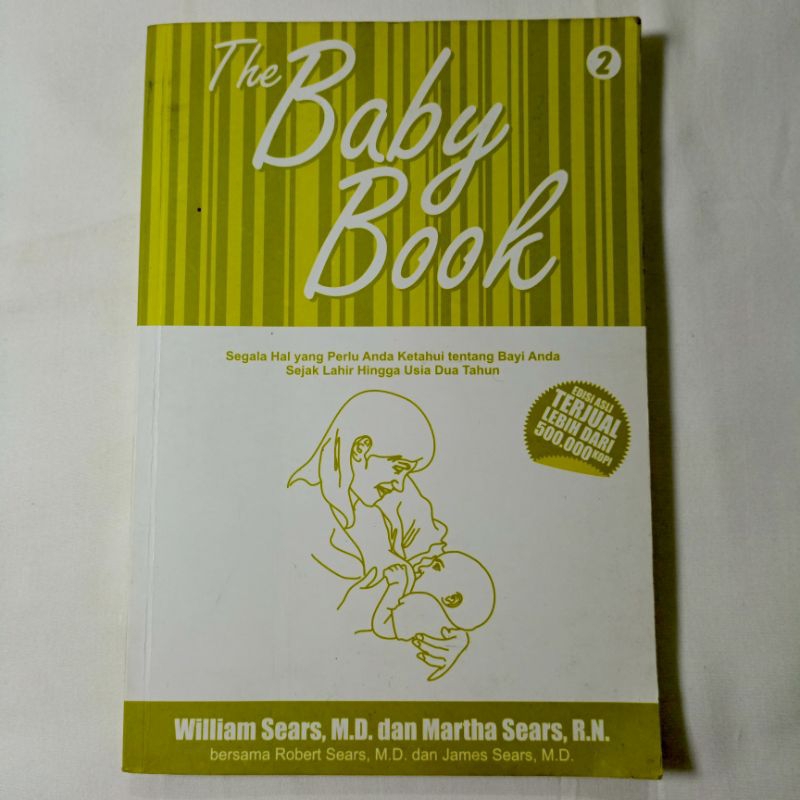 The
Baby
Book
2
Segala Hal yang Perlu Anda Ketahui tentang Bayi Anda
Sejak Lahir Hingga Usia Dua Tahun
EDISI ASLI
TERJUAL
LEBIH DARI
500.000 KOPI
William Sears, M.D. dan Martha Sears, R.N.
bersama Robert Sears, M.D. dan James Sears, M.D.